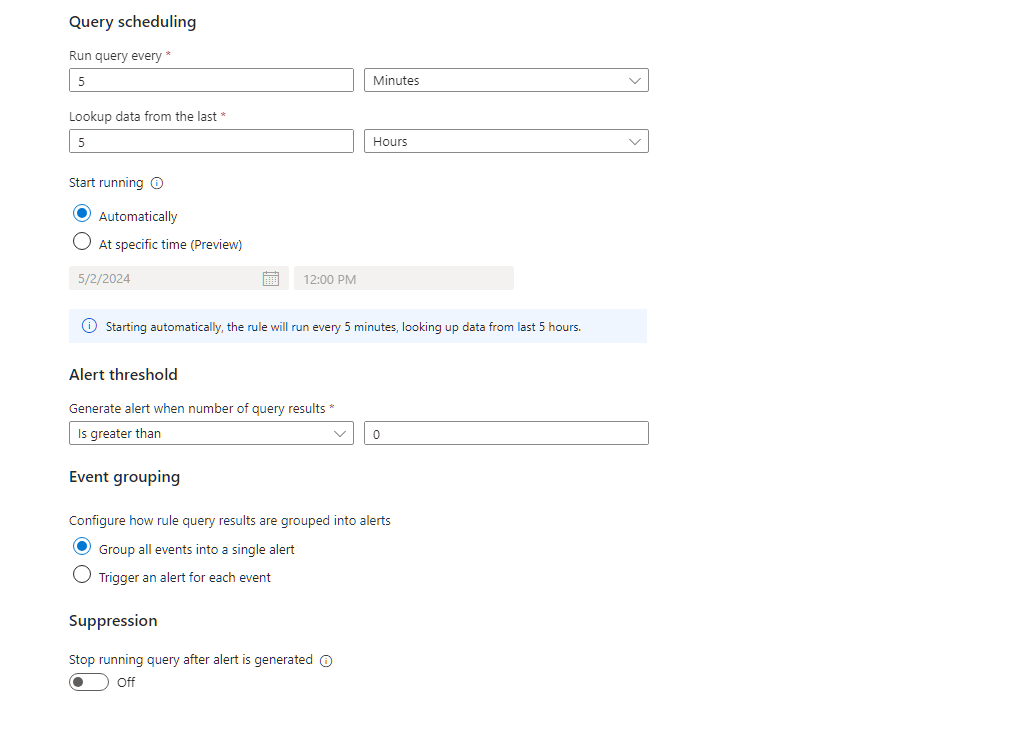 Query scheduling
Run query every *
5 Minutes
Lookup data from the last *
5 Hours
Start running
Automatically
At specific time (Preview)
5/2/2024 12:00 PM
Starting automatically, the rule will run every 5 minutes, looking up data from last 5 hours.
Alert threshold
Generate alert when number of query results *
Is greater than 0
Event grouping
Configure how rule query results are grouped into alerts
Group all events into a single alert
Trigger an alert for each event
Suppression
Stop running query after alert is generated
Off